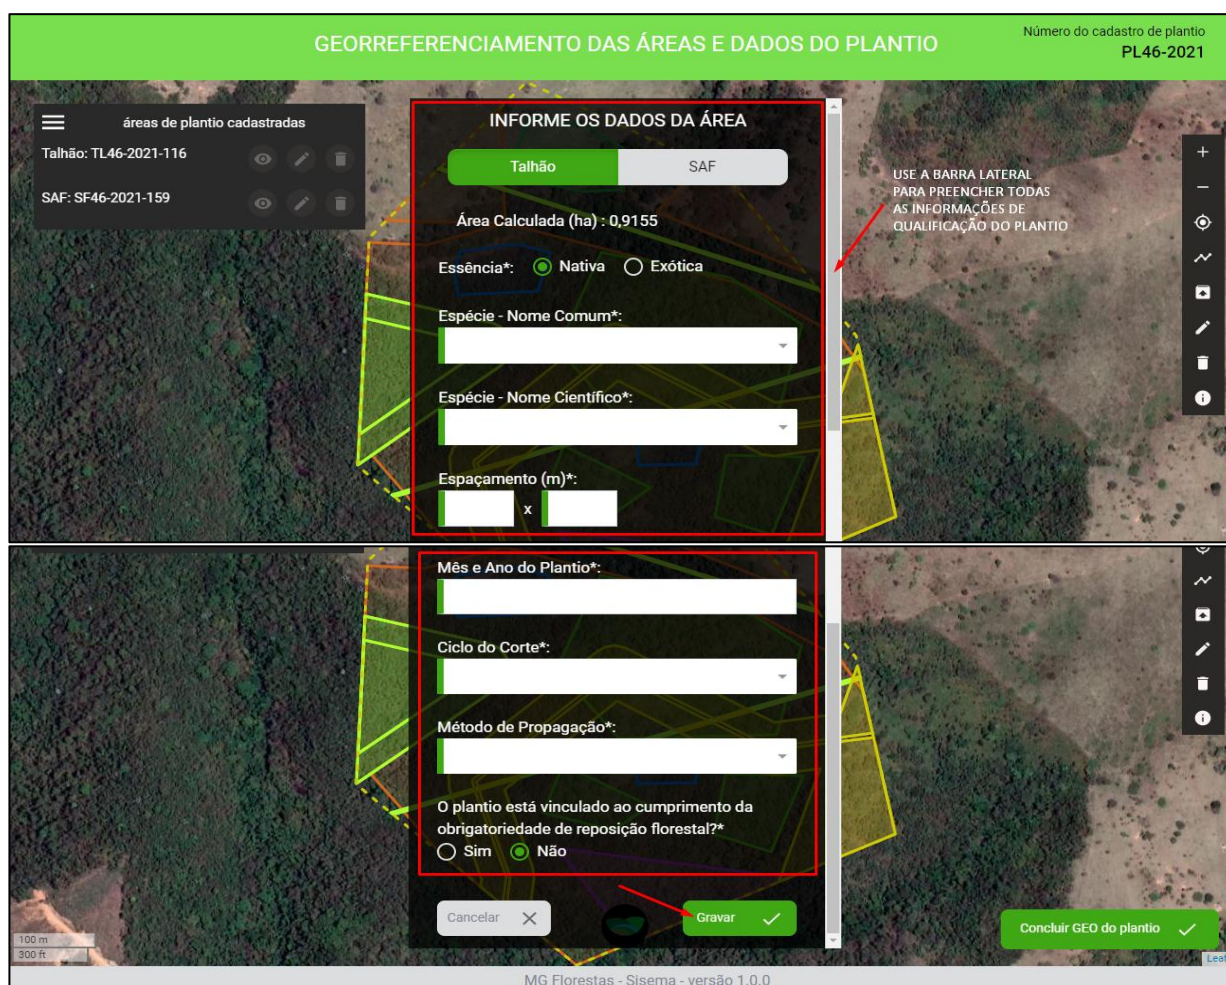 GEORREFERENCIAMENTO DAS ÁREAS E DADOS DO PLANTIO
Número do cadastro de plantio
PL46-2021
áreas de plantio cadastradas
Talhão: TL46-2021-116
SAF: SF46-2021-159
INFORME OS DADOS DA ÁREA
Talhão
SAF
Área Calculada (ha) : 0,9155
Essência*: Nativa Exótica
Espécie - Nome Comum*:
Espécie - Nome Científico*:
Espaçamento (m)*:
x
USE A BARRA LATERAL
PARA PREENCHER TODAS
AS INFORMAÇÕES DE
QUALIFICAÇÃO DO PLANTIO
Mês e Ano do Plantio*:
Ciclo do Corte*:
Método de Propagação*:
O plantio está vinculado ao cumprimento da
obrigatoriedade de reposição florestal?*
Sim Não
Cancelar
Gravar
Concluir GEO do plantio
100 m
300 ft
Leaf
MG Florestas - Sisema - versão 1.0.0